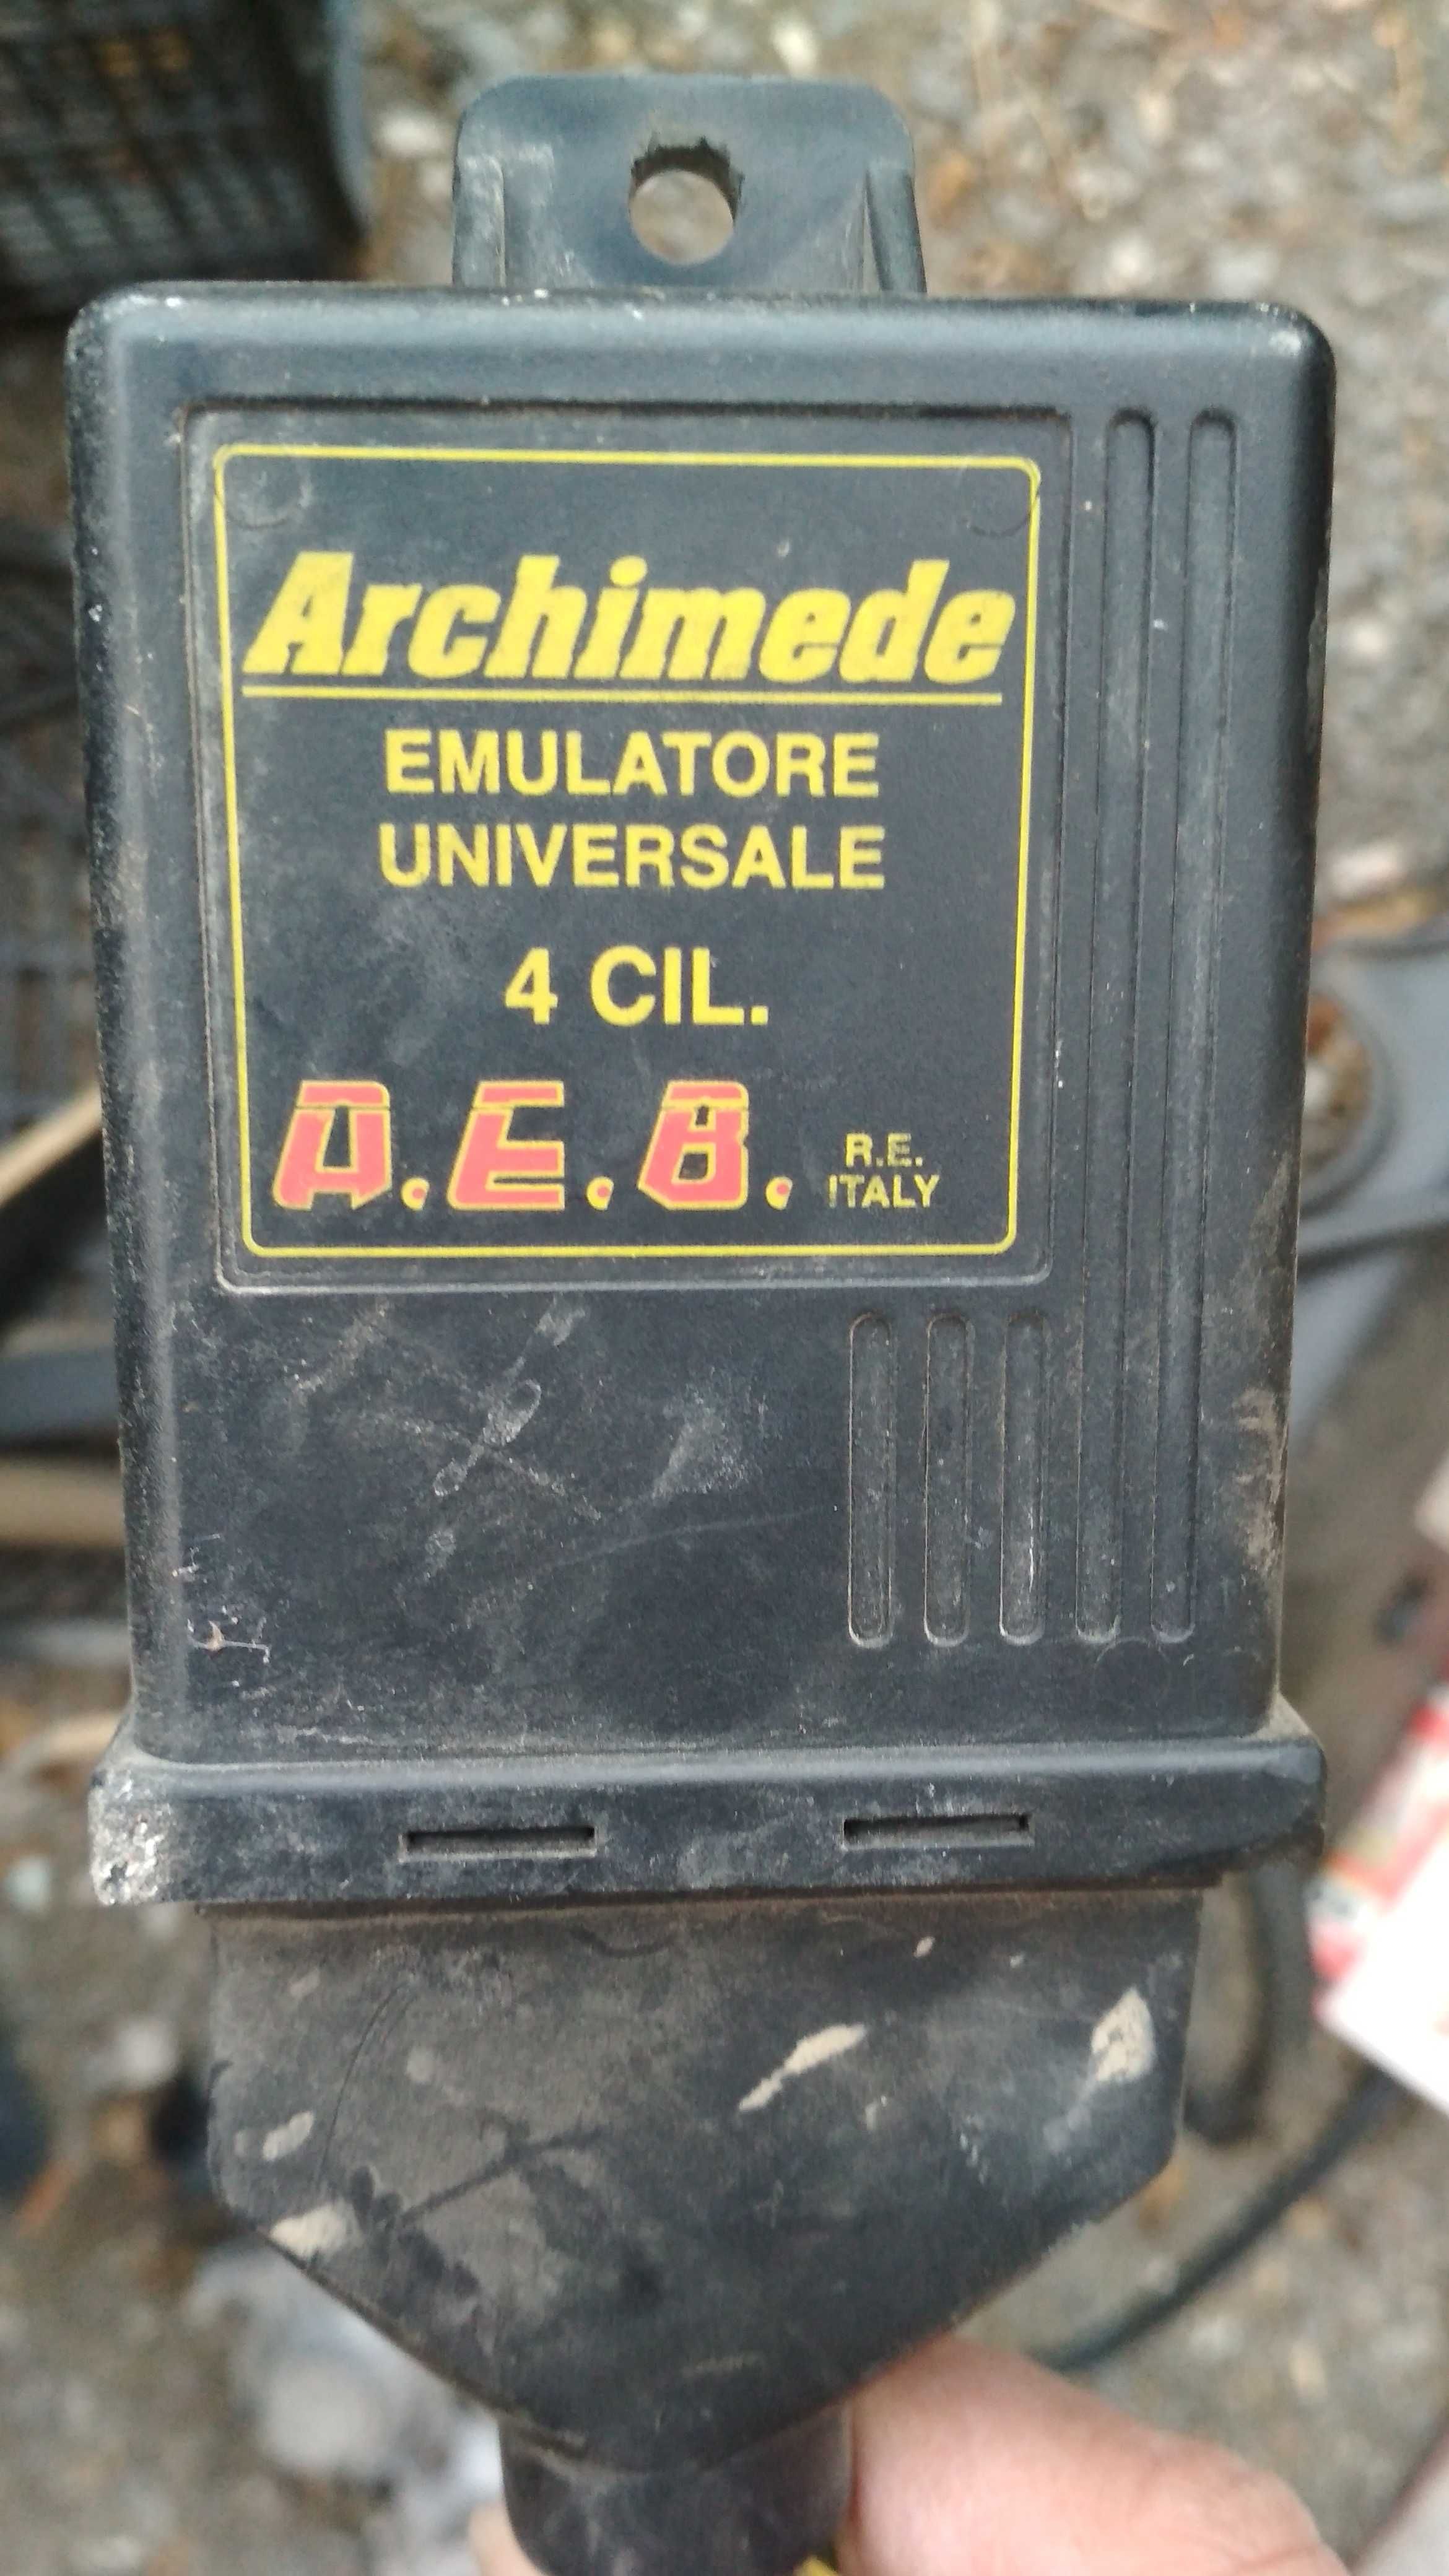 Archimede
EMULATORE
UNIVERSALE
4 CIL.
A.E.B. R.E.
ITALY